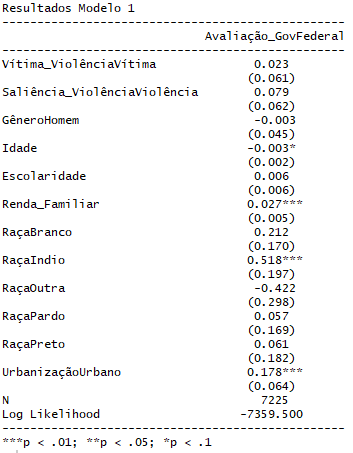 Resultados Modelo 1
--------------------------------------------------
Avaliação_GovFederal
--------------------------------------------------
Vítima_ViolênciaVítima 0.023
(0.061)
Saliência_ViolênciaViolência 0.079
(0.062)
GêneroHomem -0.003
(0.045)
Idade -0.003*
(0.002)
Escolaridade 0.006
(0.006)
Renda_Familiar 0.027***
(0.005)
RaçaBranco 0.212
(0.170)
RaçaIndio 0.518***
(0.197)
RaçaOutra -0.422
(0.298)
RaçaPardo 0.057
(0.169)
RaçaPreto 0.061
(0.182)
UrbanizaçãoUrbano 0.178***
(0.064)
N 7225
Log Likelihood -7359.500
--------------------------------------------------
***p < .01; **p < .05; *p < .1